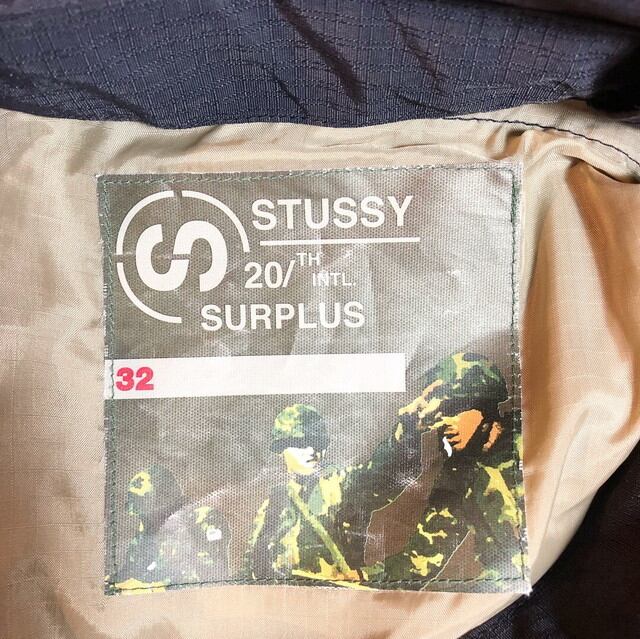 S
STUSSY
20/TH INTL.
SURPLUS
32